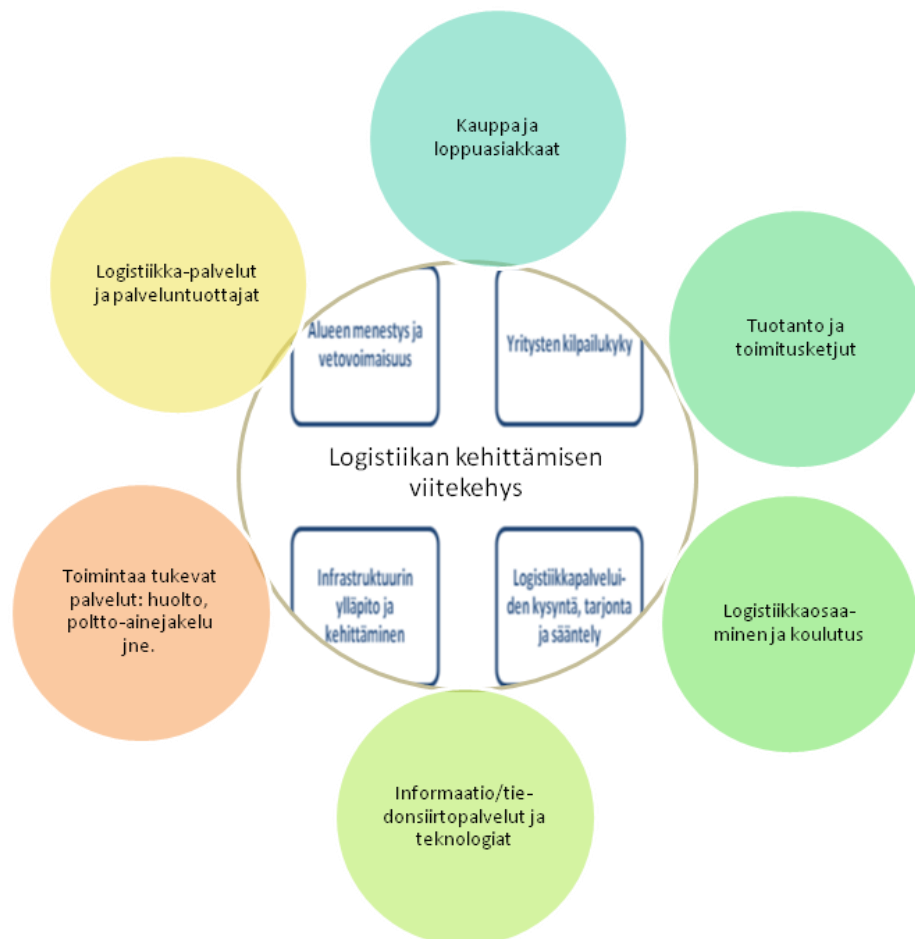 Kauppa ja
loppuasiakkaat
Logistiikka-palvelut
ja palveluntuottajat
Tuotanto ja
toimitusketjut
Alueen menestys ja
vetovoimaisuus
Yritysten kilpailukyky
Logistiikan kehittämisen
viitekehys
Infrastruktuurin
ylläpito ja
kehittäminen
Logistiikkapalvelui-
den kysyntä, tarjonta
ja sääntely
Toimintaa tukevat
palvelut: huolto,
poltto-ainejakelu
jne.
Logistiikkaosaa-
minen ja koulutus
Informaatio/tie-
donsiirtopalvelut ja
teknologiat